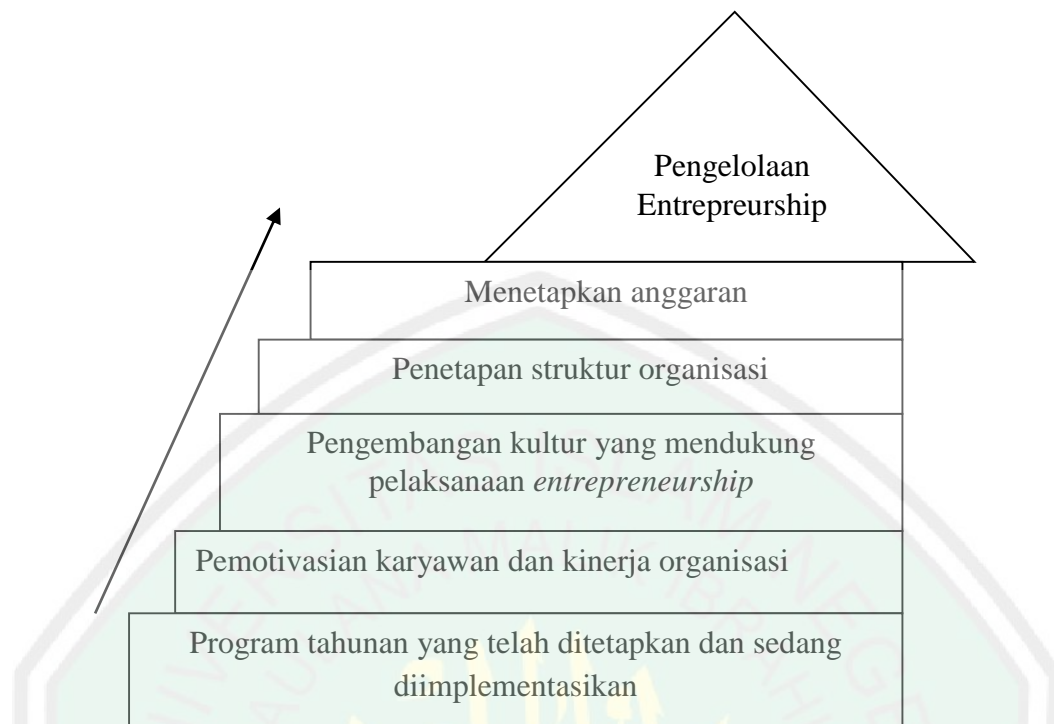 Pengelolaan
Entrepreurship
Menetapkan anggaran
Penetapan struktur organisasi
Pengembangan kultur yang mendukung
pelaksanaan entrepreneurship
Pemotivasian karyawan dan kinerja organisasi
Program tahunan yang telah ditetapkan dan sedang
diimplementasikan